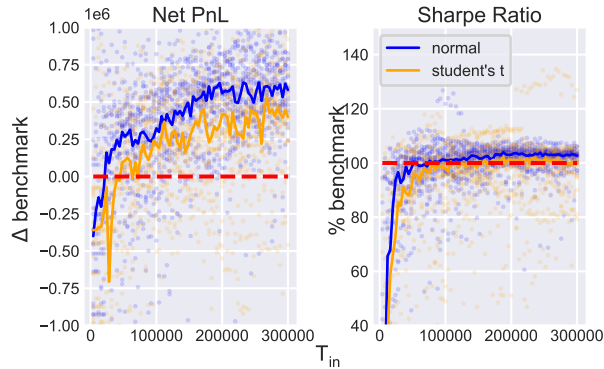 Net PnL
Sharpe Ratio
1e6
1.00
0.75
0.50
0.25
0.00
−0.25
−0.50
−0.75
−1.00
Δ benchmark
0 100000 200000 300000
normal
student's t
140
120
100
80
60
40
% benchmark
0 100000 200000 300000
T_in